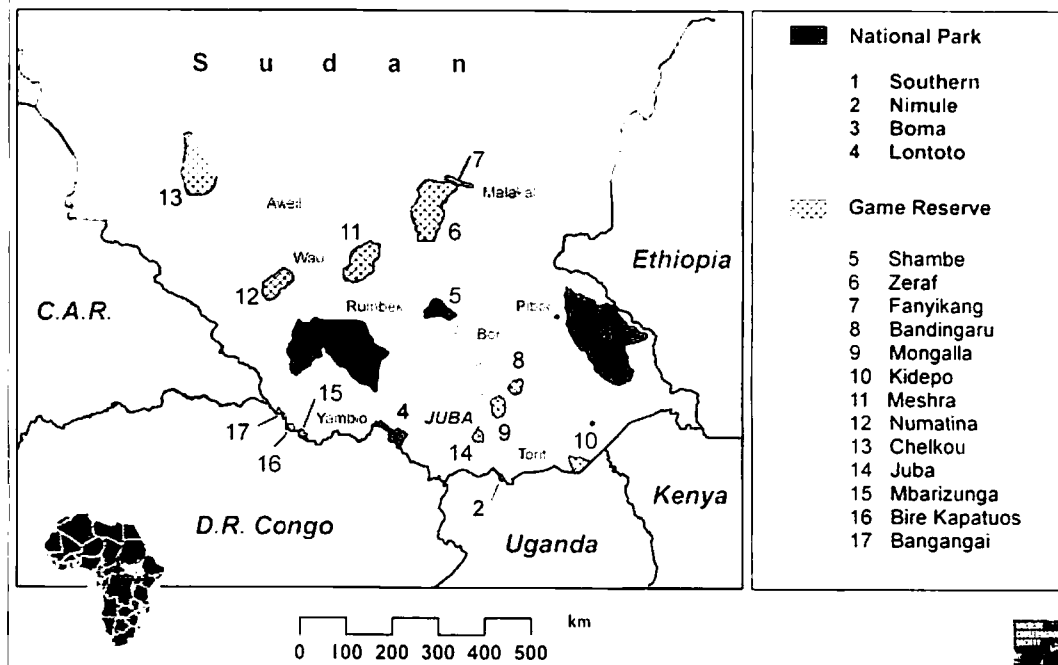 S u d a n
7
Malakal
13
Aweil
6
11
Ethiopia
Wau
12
5
Rumbek
Pibor
C.A.R.
Bor
8
15
Yambio
4
JUBA
17
9
10
14
Torit
16
2
Kenya
D.R. Congo
Uganda
km
0 100 200 300 400 500
National Park
1 Southern
2 Nimule
3 Boma
4 Lontoto
Game Reserve
5 Shambe
6 Zeraf
7 Fanyikang
8 Bandingaru
9 Mongalla
10 Kidepo
11 Meshra
12 Numatina
13 Chelkou
14 Juba
15 Mbarizunga
16 Bire Kapatuos
17 Bangangai